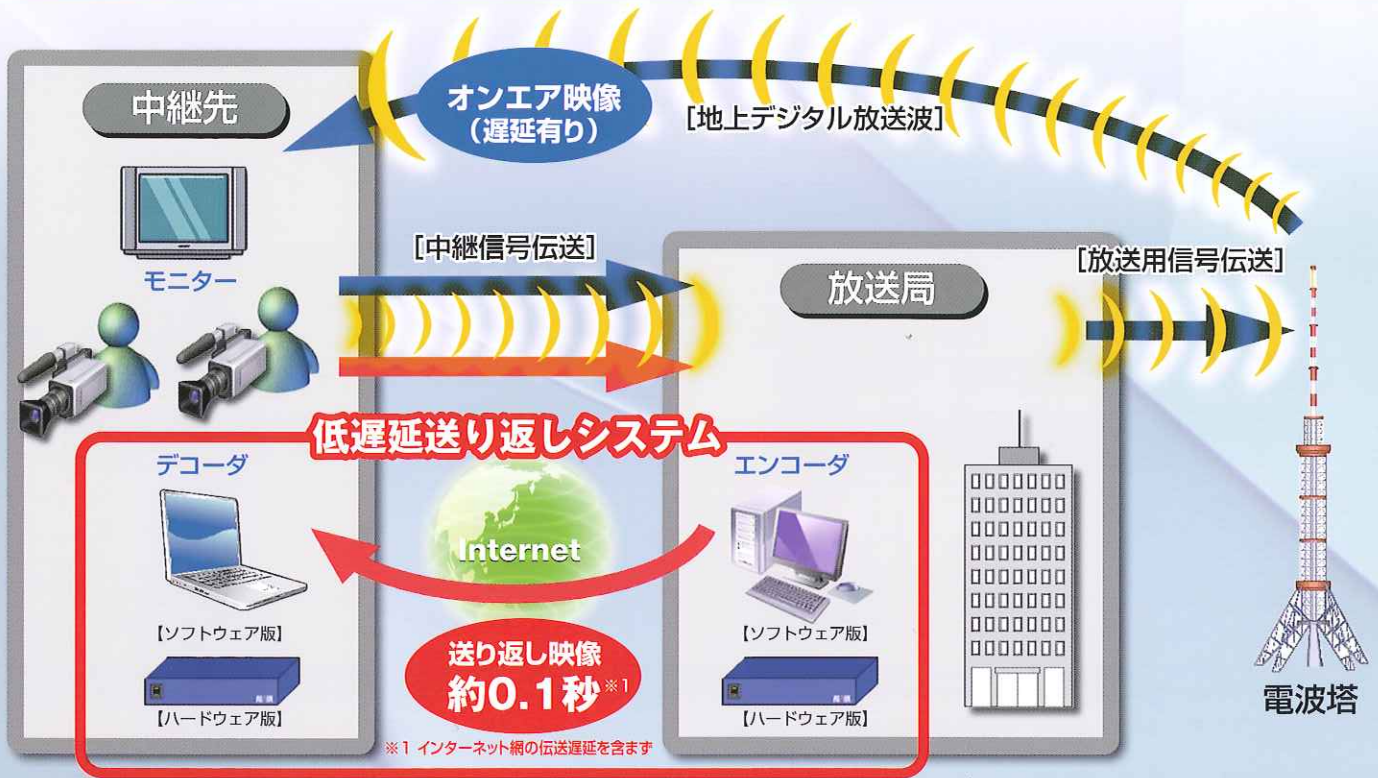 中継先
オンエア映像
(遅延有り)
[地上デジタル放送波]
モニター
[中継信号伝送]
放送局
[放送用信号伝送]
低遅延送り返しシステム
デコーダ
エンコーダ
Internet
【ソフトウェア版】
【ソフトウェア版】
送り返し映像
約0.1秒※1
【ハードウェア版】
【ハードウェア版】
※1 インターネット網の伝送遅延を含まず
電波塔